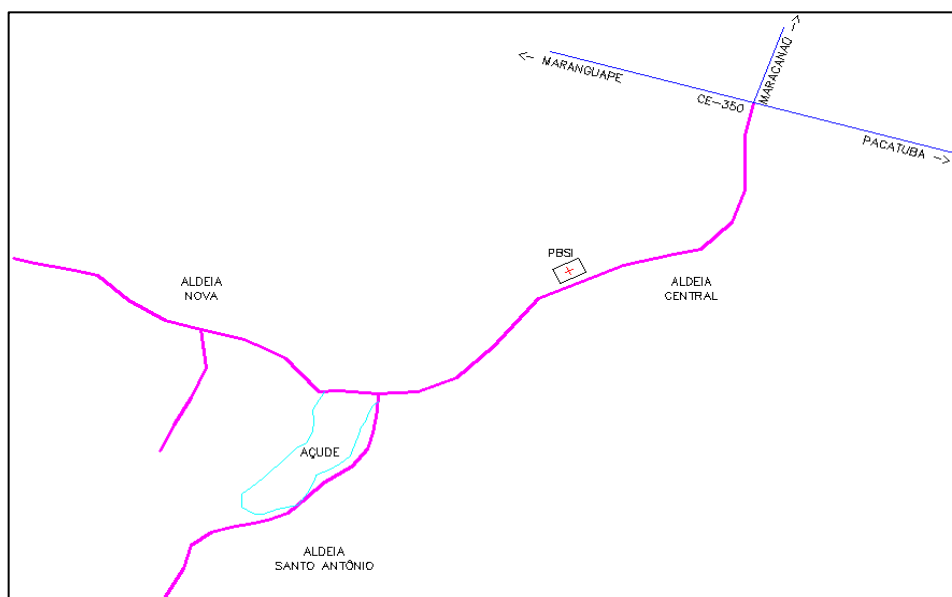 MARACANAÚ ->
<- MARANGUAPE
CE-350
PACATUBA ->
PBSI
ALDEIA
NOVA
ALDEIA
CENTRAL
AÇUDE
ALDEIA
SANTO ANTÔNIO